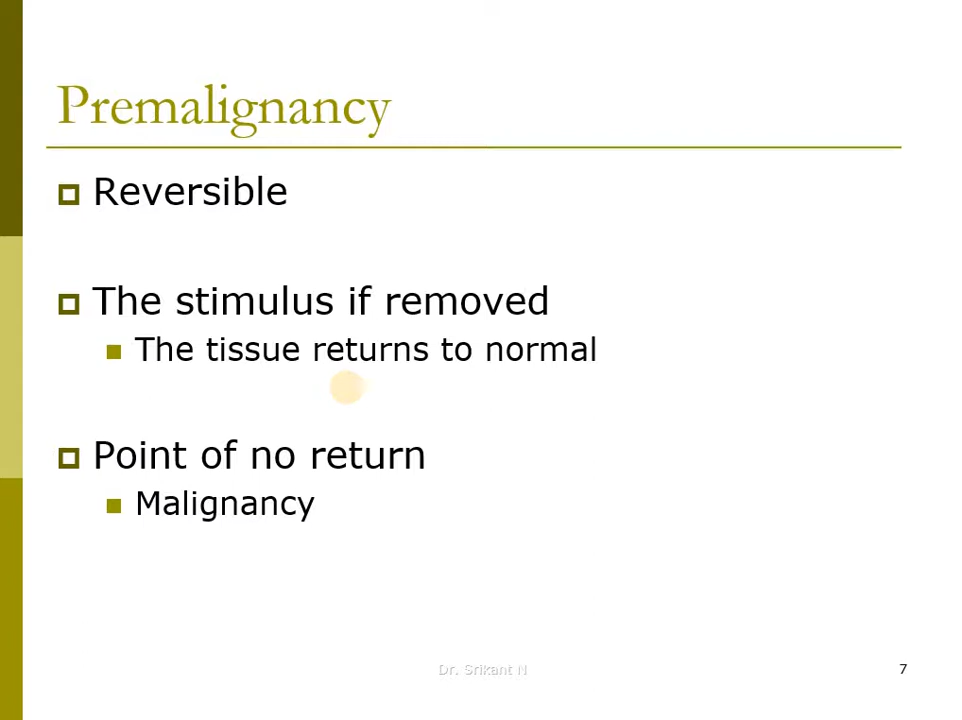 Premalignancy
Reversible
The stimulus if removed
The tissue returns to normal
Point of no return
Malignancy
Dr. Srikant N
7